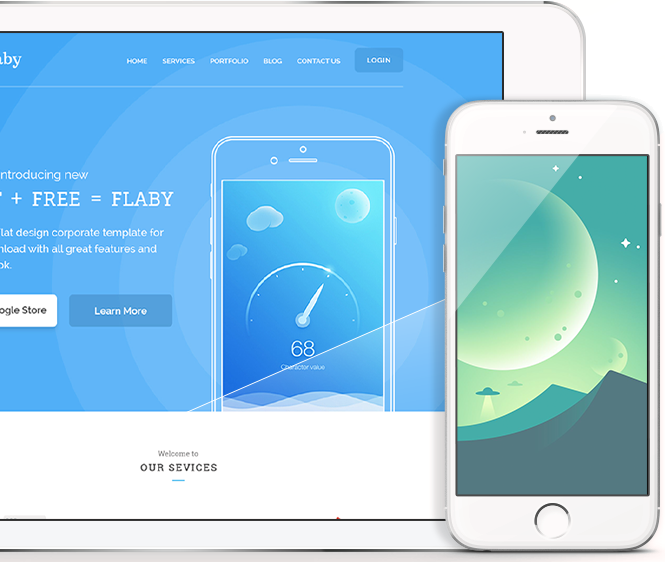 aby
HOME SERVICES PORTFOLIO BLOG CONTACT US LOGIN
ntroducing new
+ FREE = FLABY
lat design corporate template for
nload with all great features and
ok.
ogle Store
Learn More
68
Character value
Welcome to
OUR SEVICES